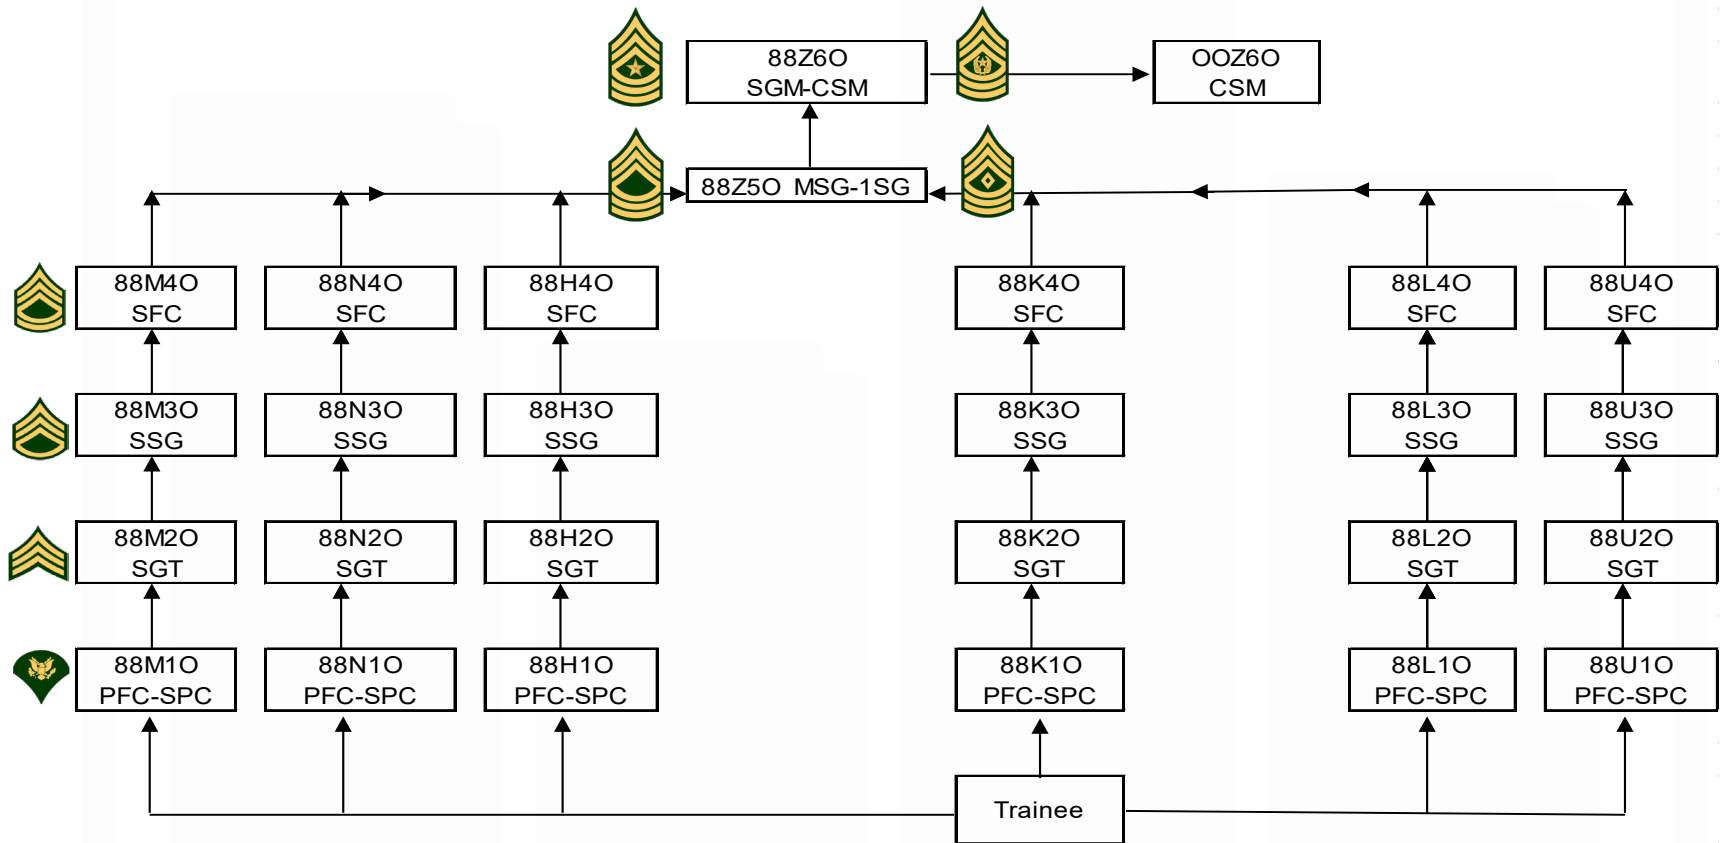 88Z6O
SGM-CSM
OOZ6O
CSM
88Z5O MSG-1SG
88M4O
SFC
88N4O
SFC
88H4O
SFC
88K4O
SFC
88L4O
SFC
88U4O
SFC
88M3O
SSG
88N3O
SSG
88H3O
SSG
88K3O
SSG
88L3O
SSG
88U3O
SSG
88M2O
SGT
88N2O
SGT
88H2O
SGT
88K2O
SGT
88L2O
SGT
88U2O
SGT
88M1O
PFC-SPC
88N1O
PFC-SPC
88H1O
PFC-SPC
88K1O
PFC-SPC
88L1O
PFC-SPC
88U1O
PFC-SPC
Trainee